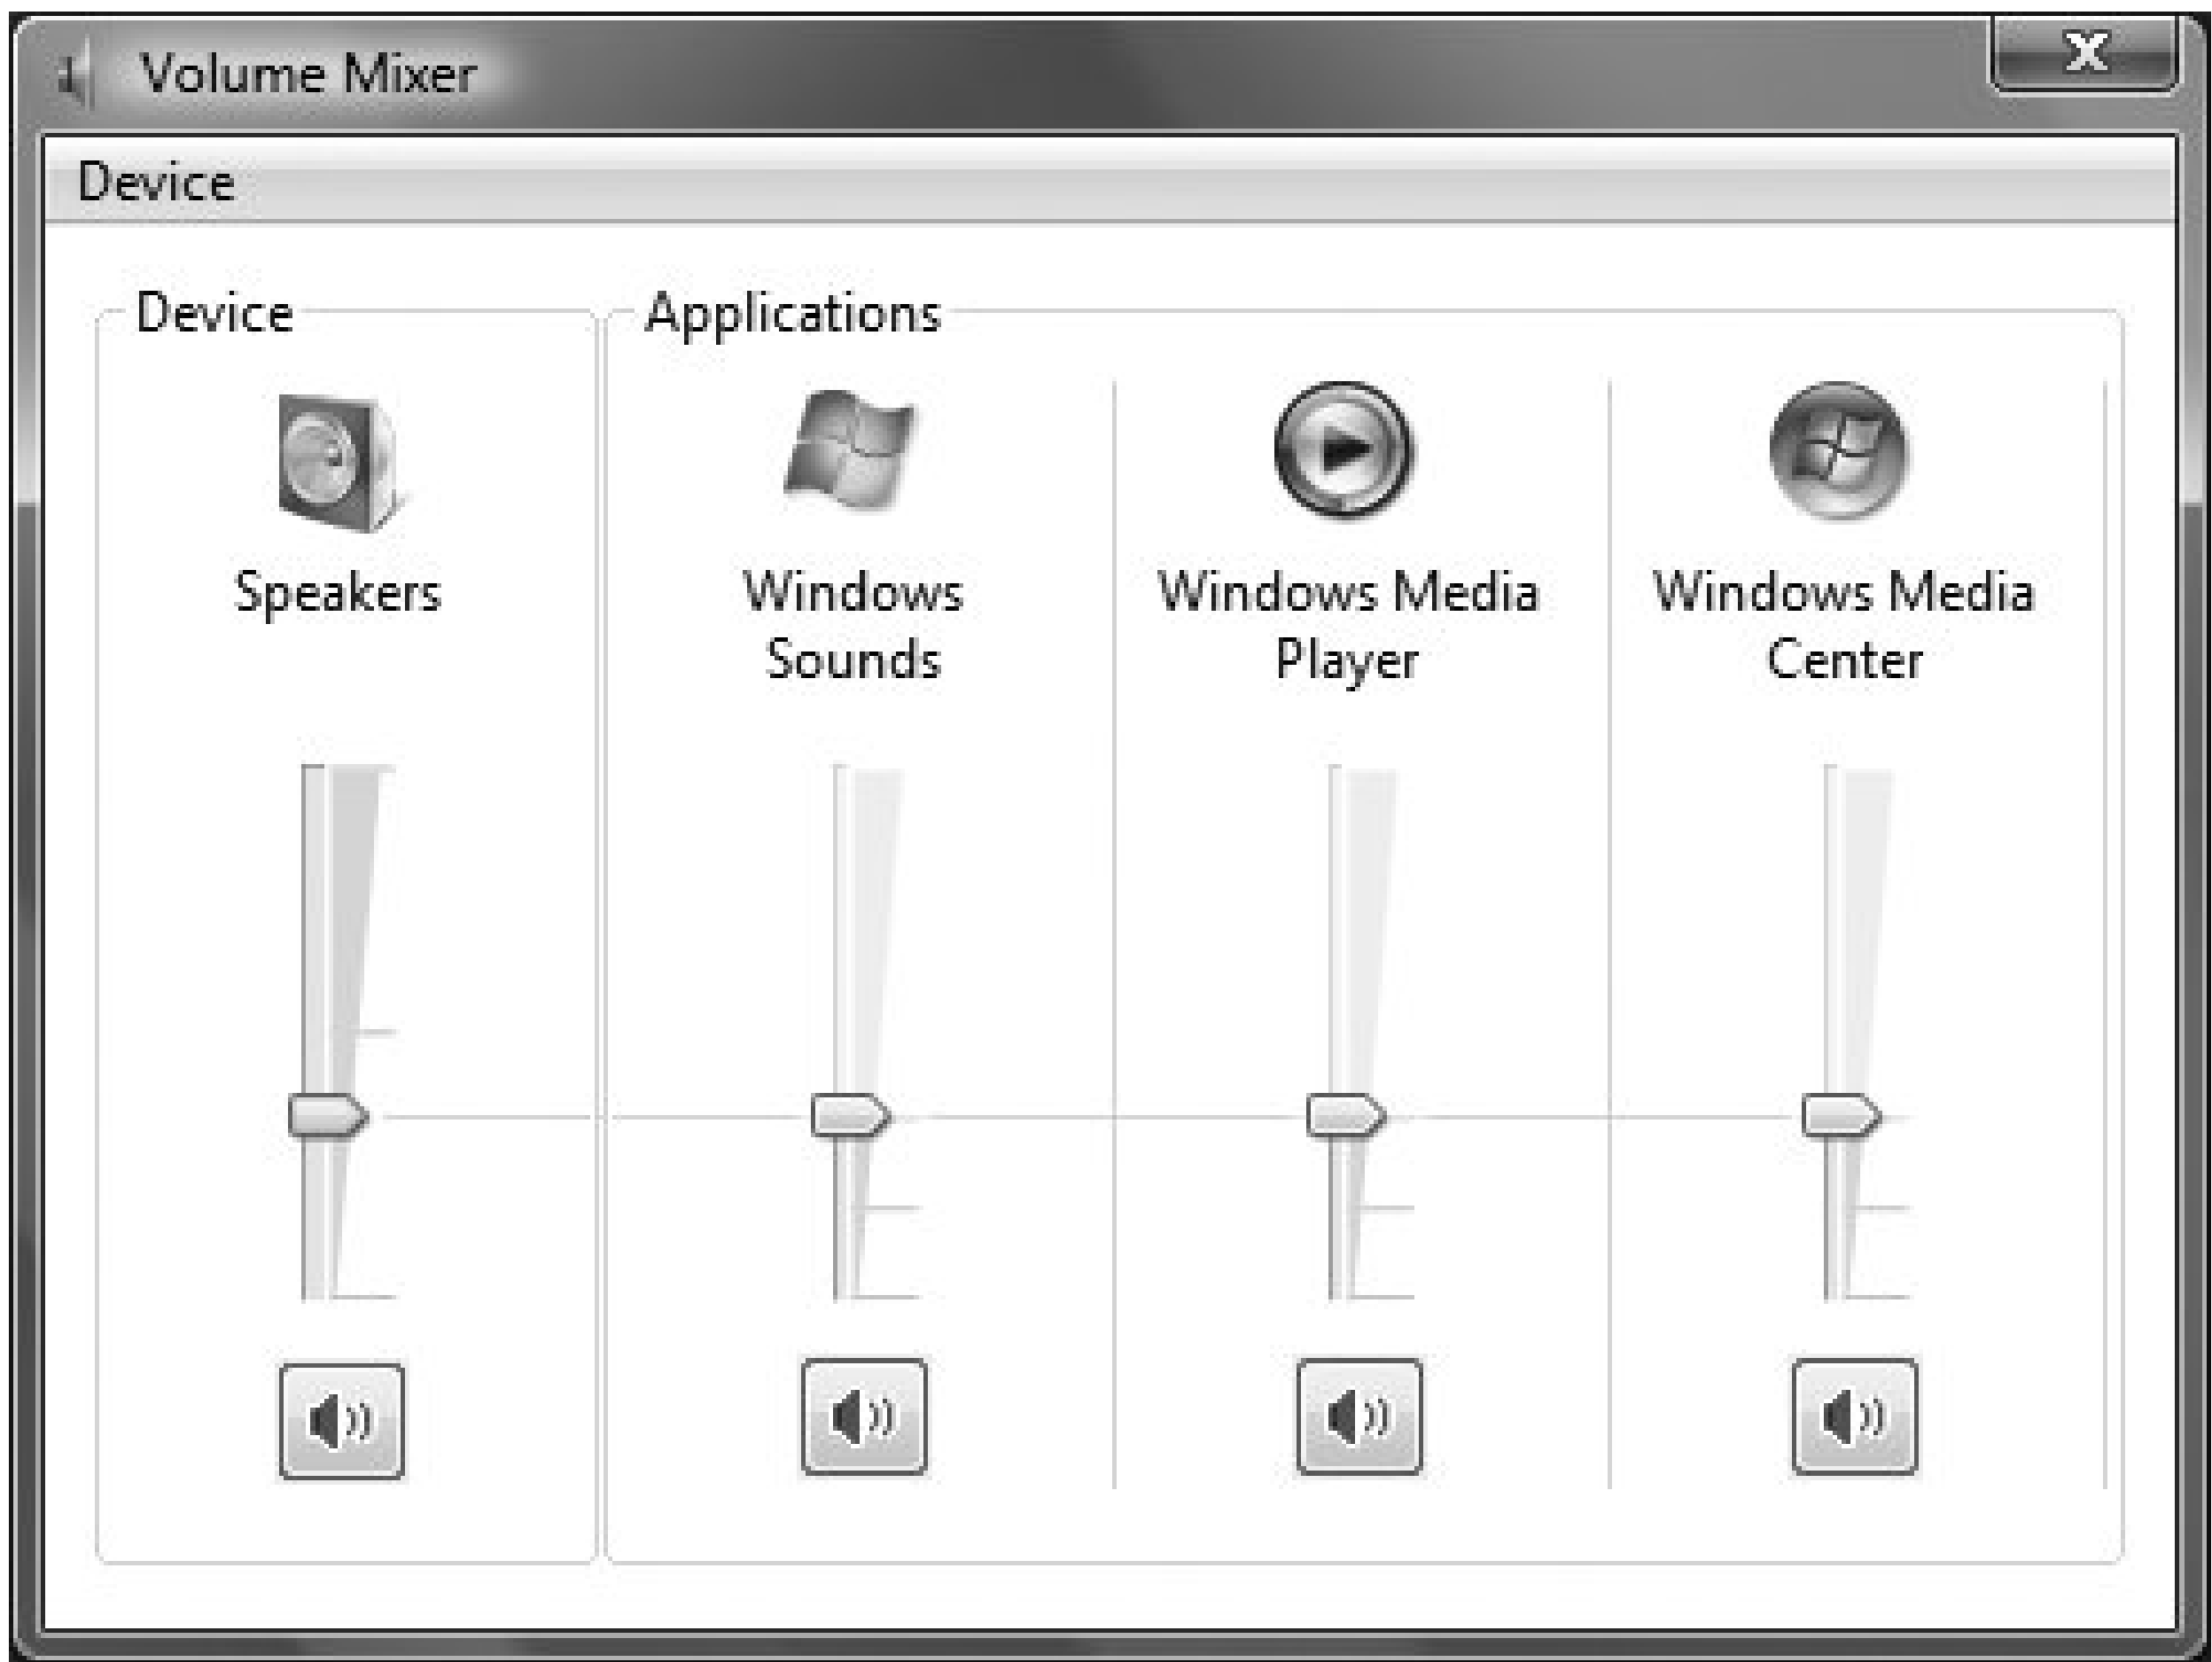 Volume Mixer
Device
Device
Applications
Speakers
Windows
Sounds
Windows Media
Player
Windows Media
Center